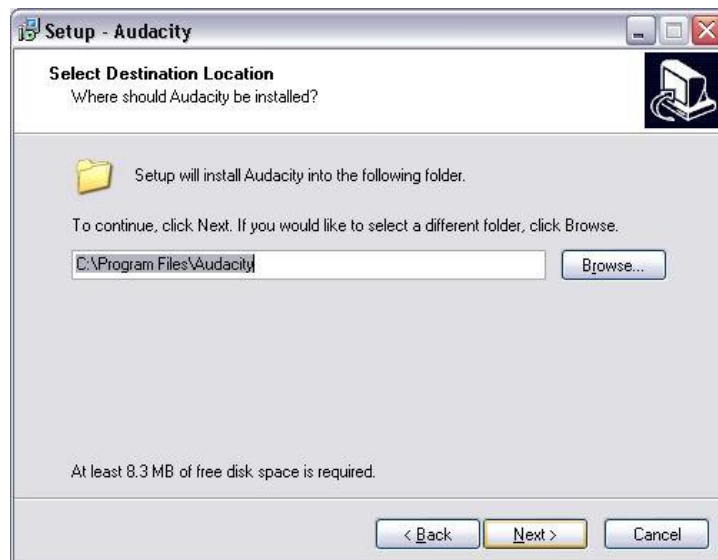 Setup - Audacity
Select Destination Location
Where should Audacity be installed?
Setup will install Audacity into the following folder.
To continue, click Next. If you would like to select a different folder, click Browse.
C:\Program Files\Audacity
Browse...
At least 8.3 MB of free disk space is required.
< Back
Next >
Cancel